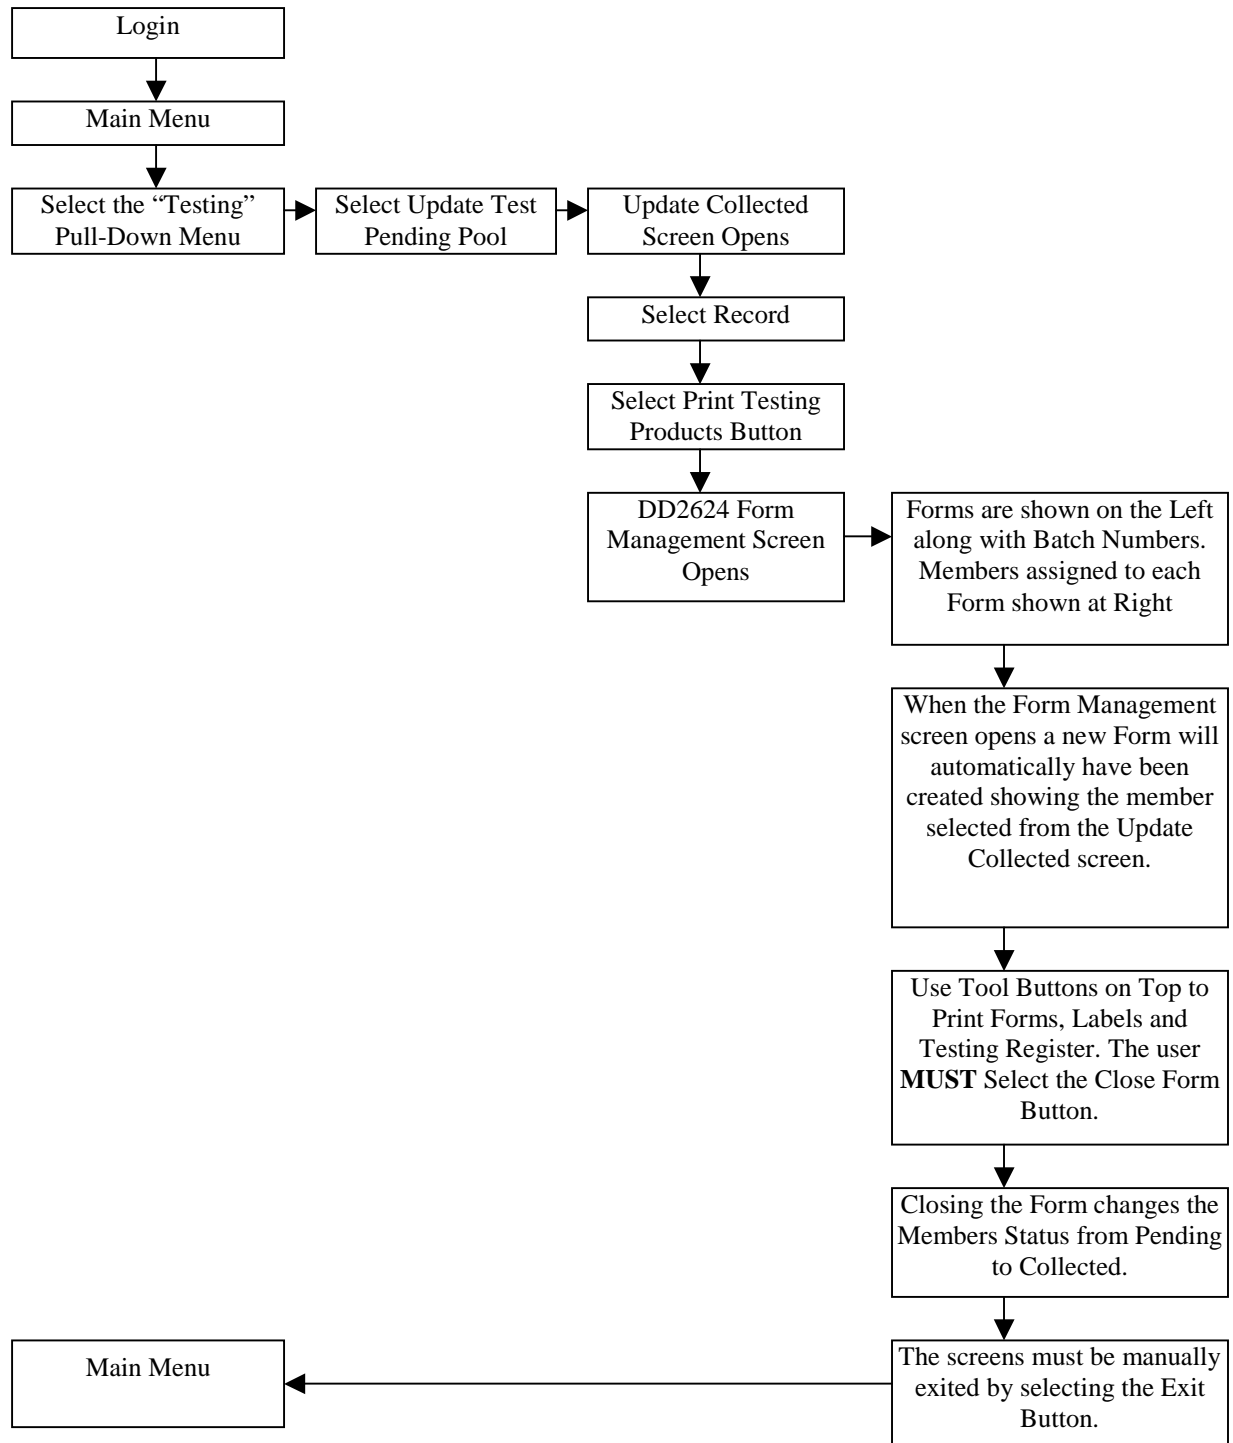 Login
Main Menu
Select the “Testing”
Pull-Down Menu
Select Update Test
Pending Pool
Update Collected
Screen Opens
Select Record
Select Print Testing
Products Button
DD2624 Form
Management Screen
Opens
Forms are shown on the Left
along with Batch Numbers.
Members assigned to each
Form shown at Right
When the Form Management
screen opens a new Form will
automatically have been
created showing the member
selected from the Update
Collected screen.
Use Tool Buttons on Top to
Print Forms, Labels and
Testing Register. The user
MUST Select the Close Form
Button.
Closing the Form changes the
Members Status from Pending
to Collected.
The screens must be manually
exited by selecting the Exit
Button.
Main Menu